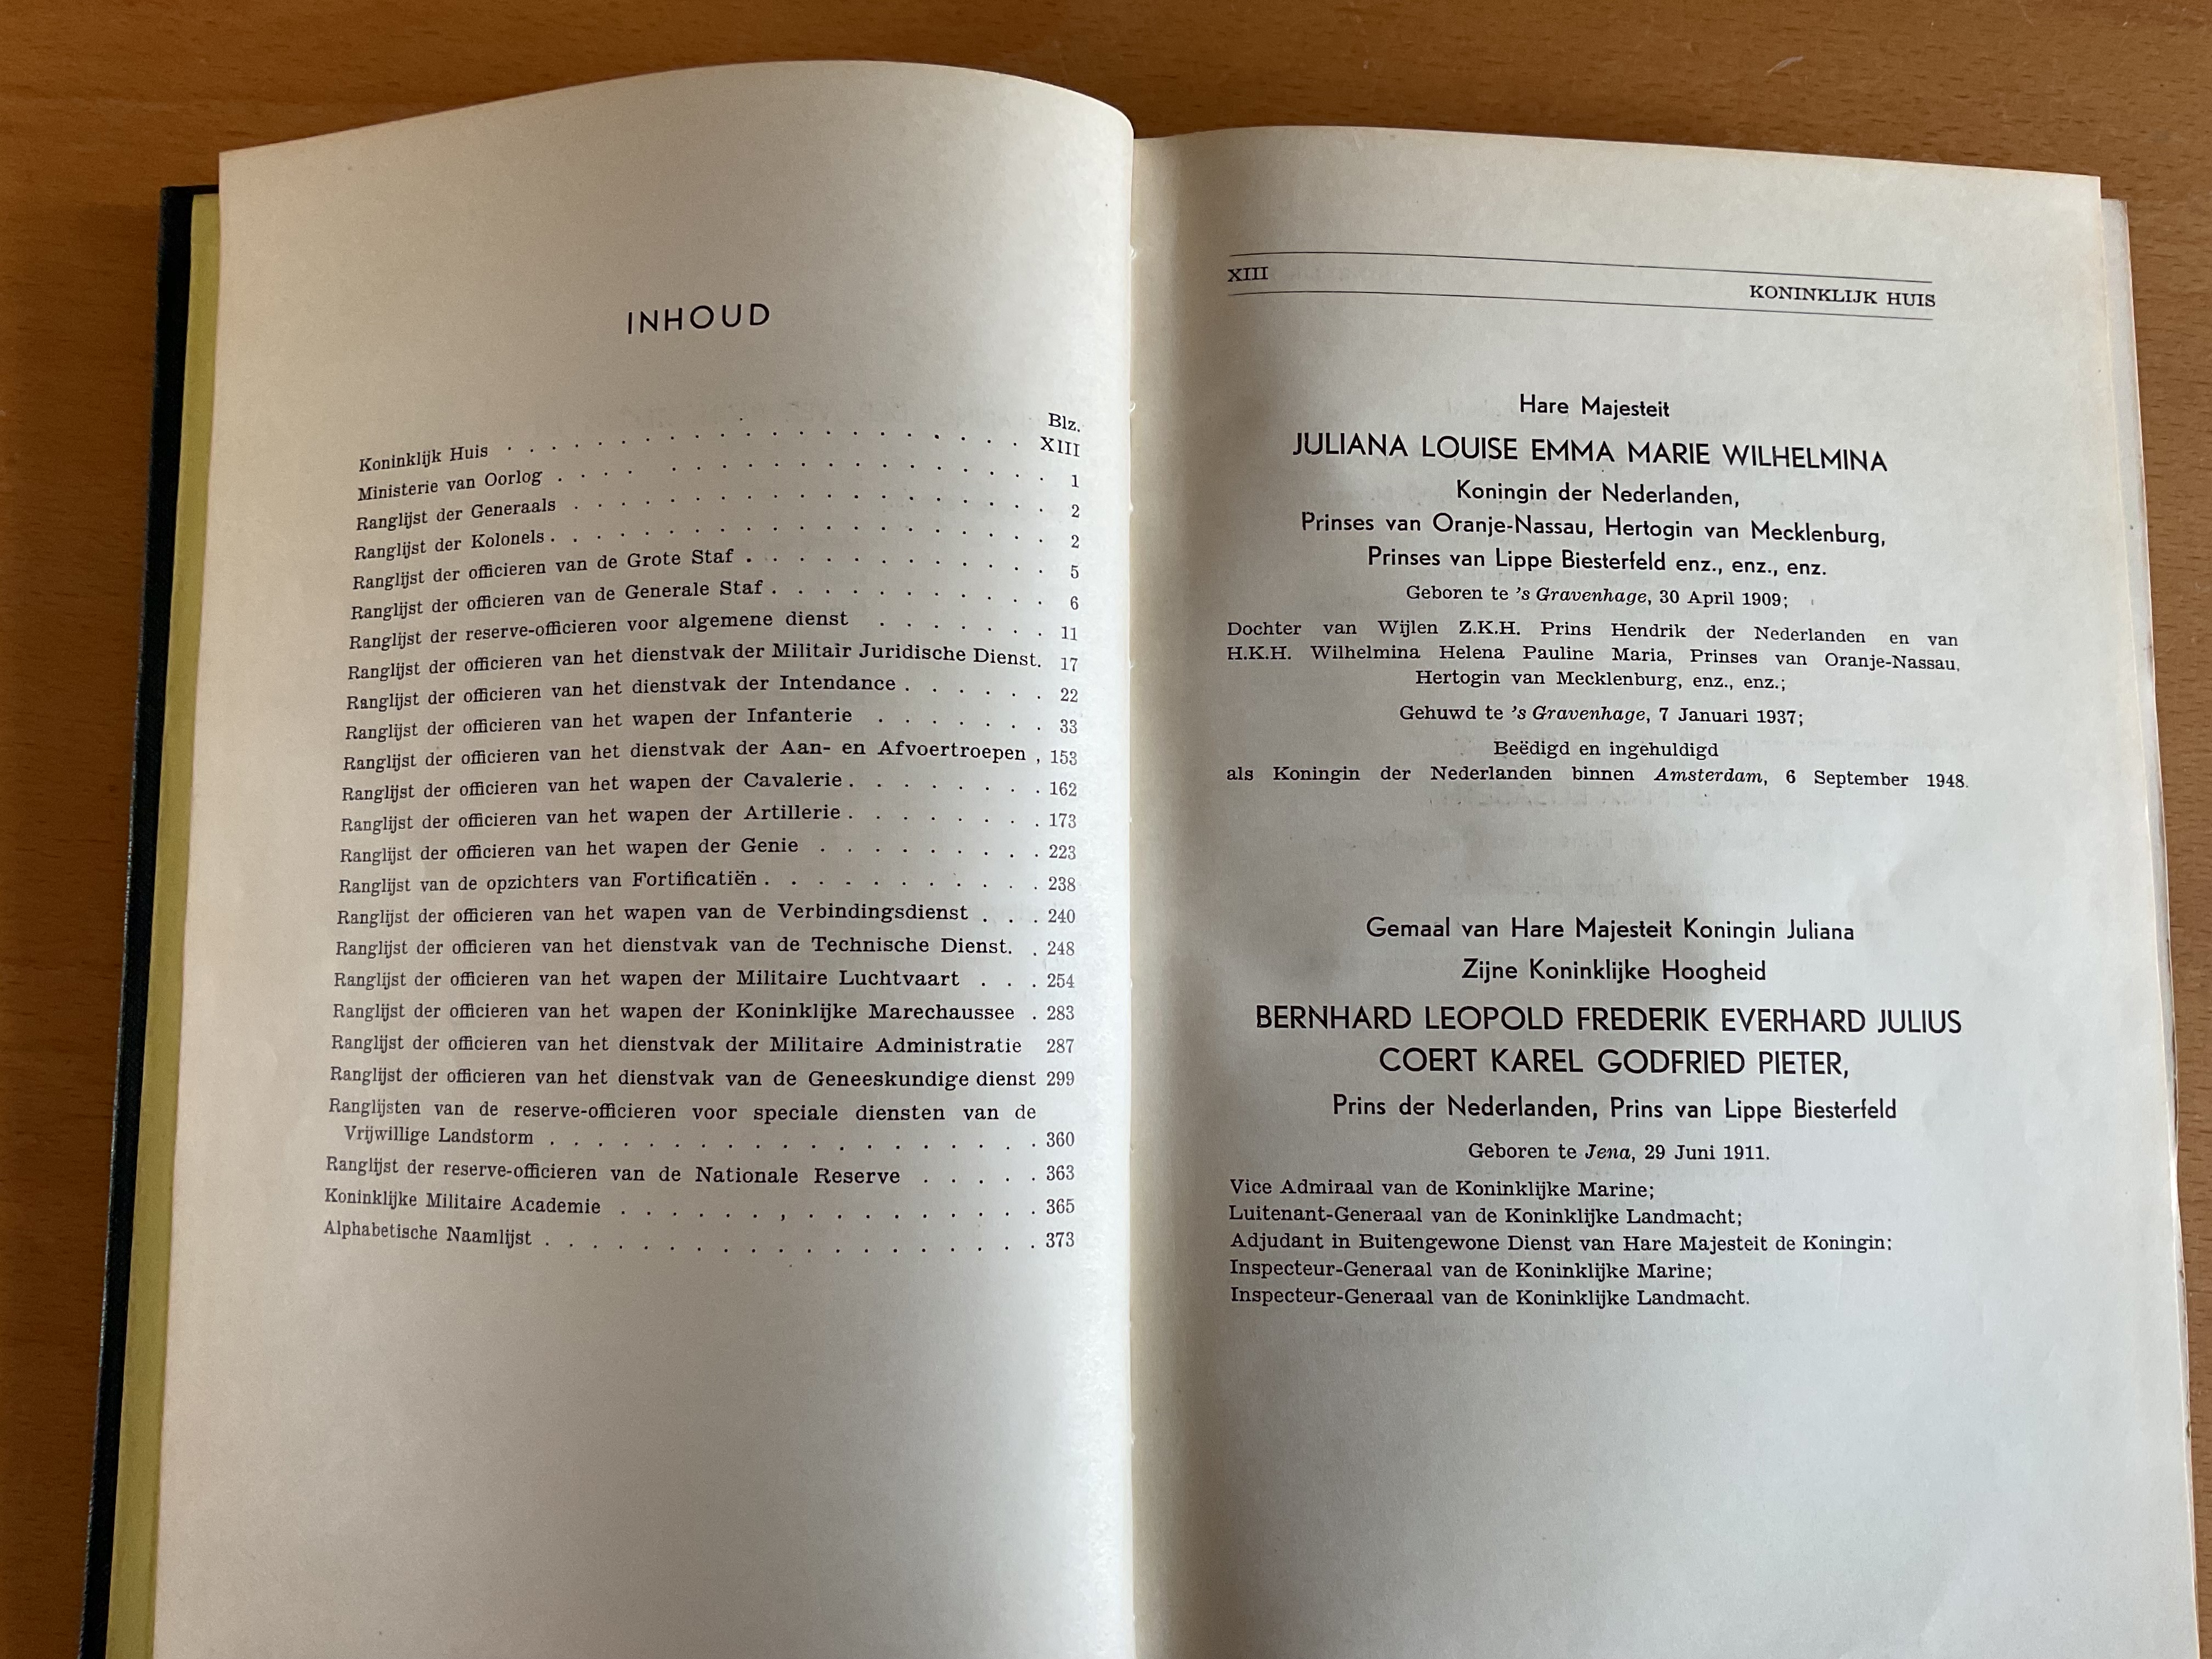 INHOUD
Blz.
Koninklijk Huis . . . . . . . . . . . . . . . . . . . . . XIII
Ministerie van Oorlog . . . . . . . . . . . . . . . . . . 1
Ranglijst der Generaals . . . . . . . . . . . . . . . . . . 2
Ranglijst der Kolonels . . . . . . . . . . . . . . . . . . . 2
Ranglijst der officieren van de Grote Staf . . . . . . . . . . . 5
Ranglijst der officieren van de Generale Staf . . . . . . . . . . 6
Ranglijst der reserve-officieren voor algemene dienst . . . . . . . 11
Ranglijst der officieren van het dienstvak der Militair Juridische Dienst. 17
Ranglijst der officieren van het dienstvak der Intendance . . . . . . 22
Ranglijst der officieren van het wapen der Infanterie . . . . . . . 33
Ranglijst der officieren van het dienstvak der Aan- en Afvoertroepen , 153
Ranglijst der officieren van het wapen der Cavalerie . . . . . . . . 162
Ranglijst der officieren van het wapen der Artillerie . . . . . . . . 173
Ranglijst der officieren van het wapen der Genie . . . . . . . . . 223
Ranglijst van de opzichters van Fortificatiën . . . . . . . . . . . 238
Ranglijst der officieren van het wapen van de Verbindingsdienst . . . 240
Ranglijst der officieren van het dienstvak van de Technische Dienst. . 248
Ranglijst der officieren van het wapen der Militaire Luchtvaart . . . 254
Ranglijst der officieren van het wapen der Koninklijke Marechaussee . 283
Ranglijst der officieren van het dienstvak der Militaire Administratie 287
Ranglijst der officieren van het dienstvak van de Geneeskundige dienst 299
Ranglijsten van de reserve-officieren voor speciale diensten van de
Vrijwillige Landstorm . . . . . . . . . . . . . . . . . . 360
Ranglijst der reserve-officieren van de Nationale Reserve . . . . . 363
Koninklijke Militaire Academie . . . . . . , . . . . . . . . . 365
Alphabetische Naamlijst . . . . . . . . . . . . . . . . . . 373
XIII
KONINKLIJK HUIS
Hare Majesteit
JULIANA LOUISE EMMA MARIE WILHELMINA
Koningin der Nederlanden,
Prinses van Oranje-Nassau, Hertogin van Mecklenburg,
Prinses van Lippe Biesterfeld enz., enz., enz.
Geboren te 's Gravenhage, 30 April 1909;
Dochter van Wijlen Z.K.H. Prins Hendrik der Nederlanden en van
H.K.H. Wilhelmina Helena Pauline Maria, Prinses van Oranje-Nassau,
Hertogin van Mecklenburg, enz., enz.;
Gehuwd te 's Gravenhage, 7 Januari 1937;
Beëdigd en ingehuldigd
als Koningin der Nederlanden binnen Amsterdam, 6 September 1948.
Gemaal van Hare Majesteit Koningin Juliana
Zijne Koninklijke Hoogheid
BERNHARD LEOPOLD FREDERIK EVERHARD JULIUS
COERT KAREL GODFRIED PIETER,
Prins der Nederlanden, Prins van Lippe Biesterfeld
Geboren te Jena, 29 Juni 1911.
Vice Admiraal van de Koninklijke Marine;
Luitenant-Generaal van de Koninklijke Landmacht;
Adjudant in Buitengewone Dienst van Hare Majesteit de Koningin;
Inspecteur-Generaal van de Koninklijke Marine;
Inspecteur-Generaal van de Koninklijke Landmacht.